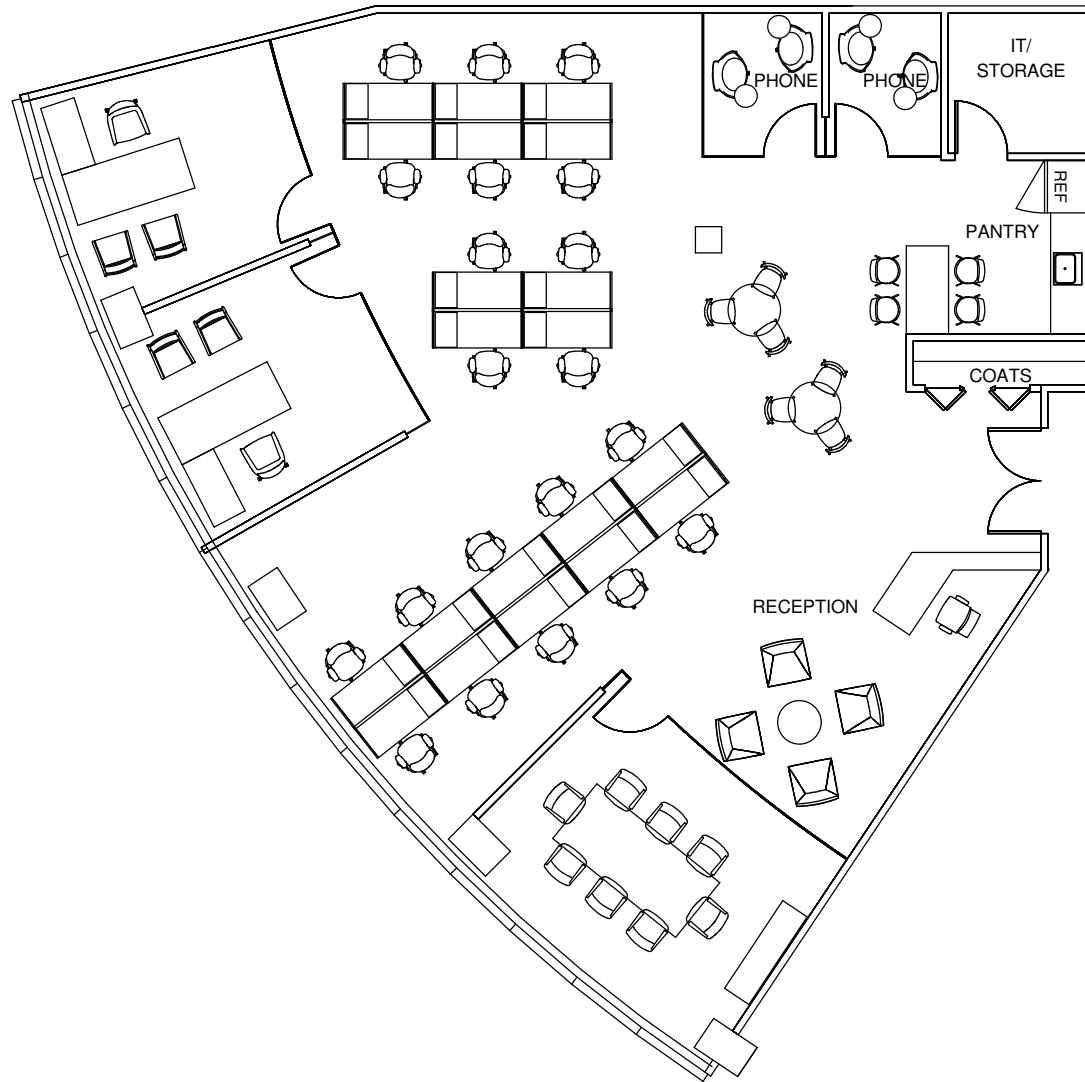 IT/
STORAGE
PHONE
PHONE
REF
PANTRY
COATS
RECEPTION